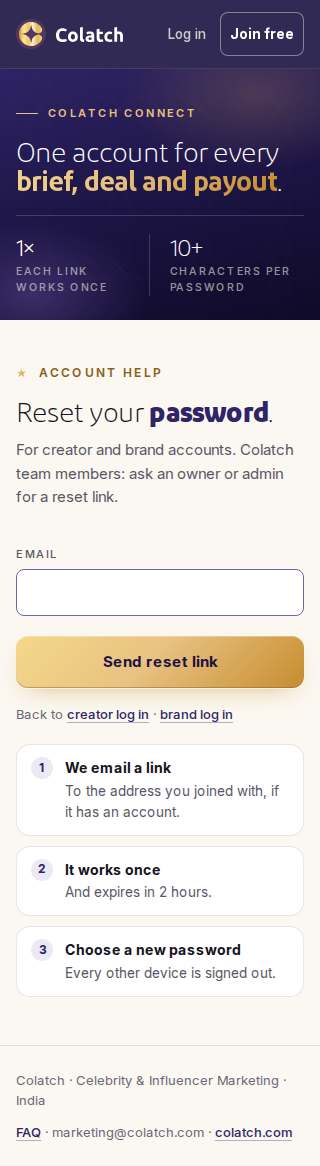 Colatch
Log in
Join free
COLATCH CONNECT
One account for every
brief, deal and payout.
1×
EACH LINK
WORKS ONCE
10+
CHARACTERS PER
PASSWORD
★ ACCOUNT HELP
Reset your password.
For creator and brand accounts. Colatch
team members: ask an owner or admin
for a reset link.
EMAIL
Send reset link
Back to creator log in · brand log in
1
We email a link
To the address you joined with, if
it has an account.
2
It works once
And expires in 2 hours.
3
Choose a new password
Every other device is signed out.
Colatch · Celebrity & Influencer Marketing ·
India
FAQ · marketing@colatch.com · colatch.com